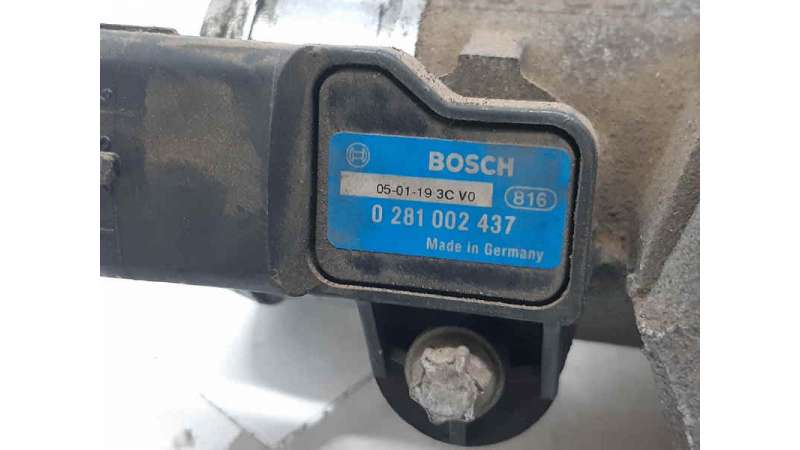 BOSCH
05-01-19 3C V0
816
0 281 002 437
Made in Germany